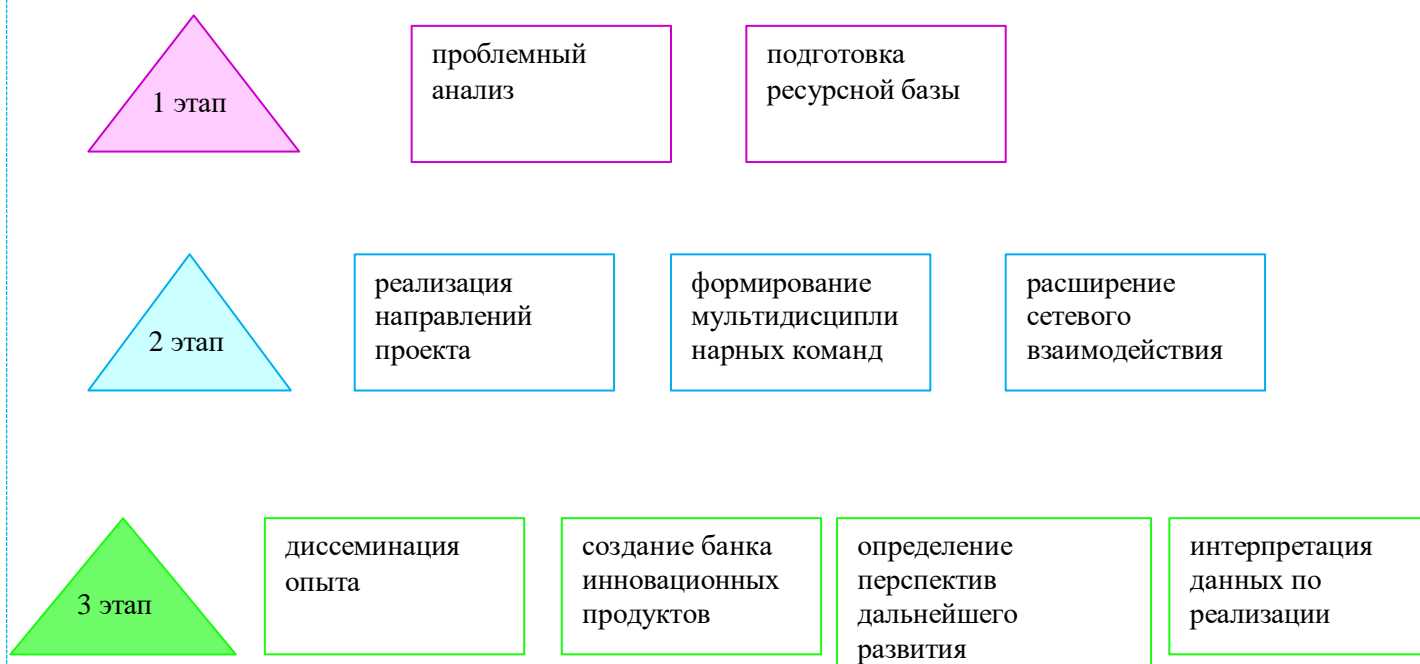 1 этап
проблемный
анализ
подготовка
ресурсной базы
2 этап
реализация
направлений
проекта
формирование
мультидисципли
нарных команд
расширение
сетевого
взаимодействия
3 этап
диссеминация
опыта
создание банка
инновационных
продуктов
определение
перспектив
дальнейшего
развития
интерпретация
данных по
реализации